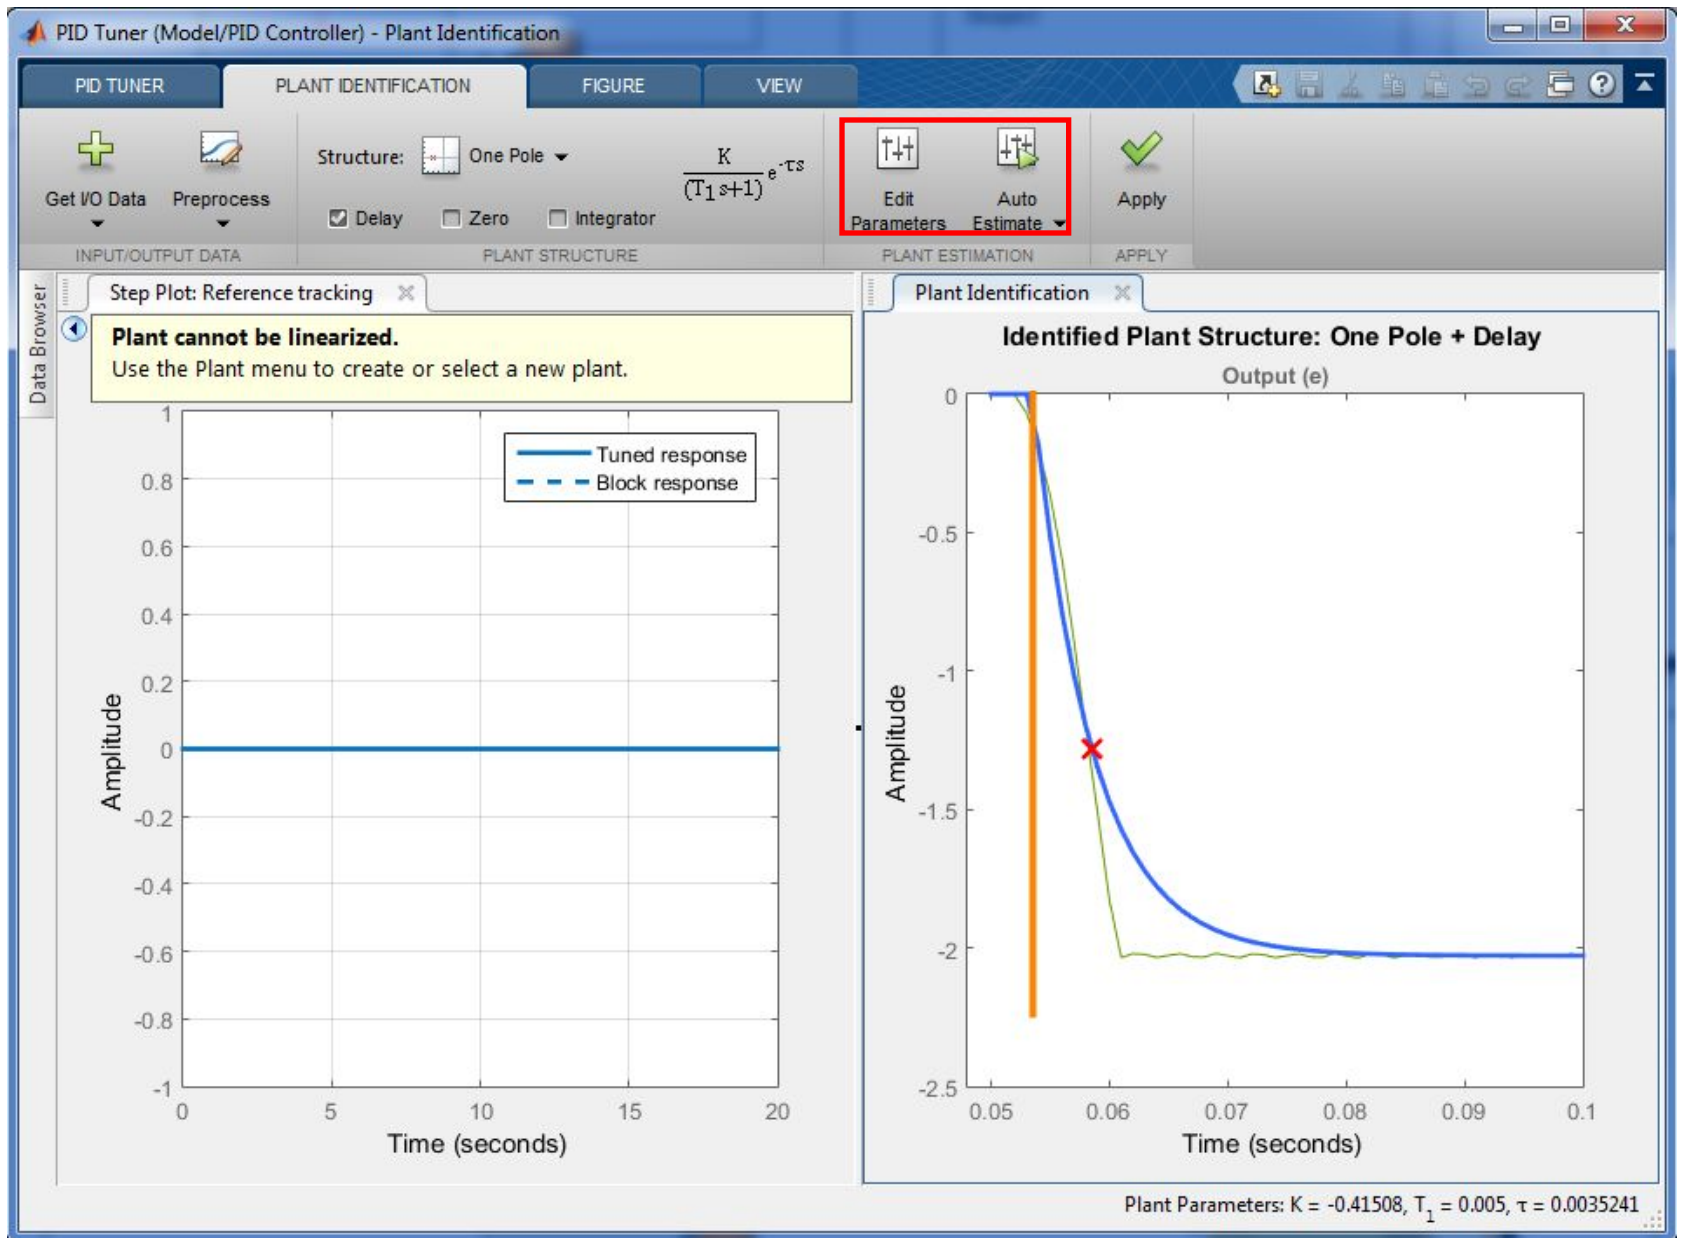 PID Tuner (Model/PID Controller) - Plant Identification
PID TUNER
PLANT IDENTIFICATION
FIGURE
VIEW
Get I/O Data
Preprocess
Structure:
One Pole
Delay
Zero
Integrator
K
(T1s+1)
e-τs
Edit
Parameters
Auto
Estimate
Apply
INPUT/OUTPUT DATA
PLANT STRUCTURE
PLANT ESTIMATION
APPLY
Data Browser
Step Plot: Reference tracking
Plant cannot be linearized.
Use the Plant menu to create or select a new plant.
Tuned response
Block response
1
0.8
0.6
0.4
0.2
0
-0.2
-0.4
-0.6
-0.8
-1
Amplitude
0 5 10 15 20
Time (seconds)
Plant Identification
Identified Plant Structure: One Pole + Delay
Output (e)
0
-0.5
-1
-1.5
-2
-2.5
Amplitude
0.05 0.06 0.07 0.08 0.09 0.1
Time (seconds)
Plant Parameters: K = -0.41508, T1 = 0.005, τ = 0.0035241